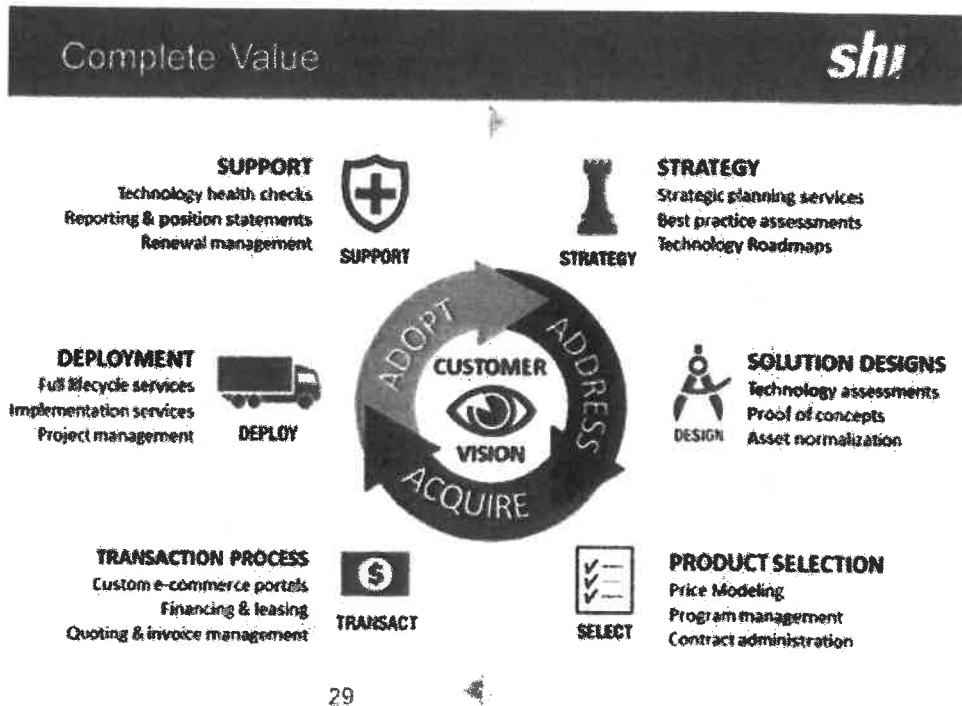 Complete Value
shi
SUPPORT
Technology health checks
Reporting & position statements
Renewal management
SUPPORT
STRATEGY
Strategic planning services
Best practice assessments
Technology Roadmaps
STRATEGY
DEPLOYMENT
Full lifecycle services
Implementation services
Project management
DEPLOY
ADOPT
ADDRESS
ACQUIRE
CUSTOMER
VISION
SOLUTION DESIGNS
Technology assessments
Proof of concepts
Asset normalization
DESIGN
TRANSACTION PROCESS
Custom e-commerce portals
Financing & leasing
Quoting & invoice management
$
TRANSACT
PRODUCT SELECTION
Price Modeling
Program management
Contract administration
SELECT
29